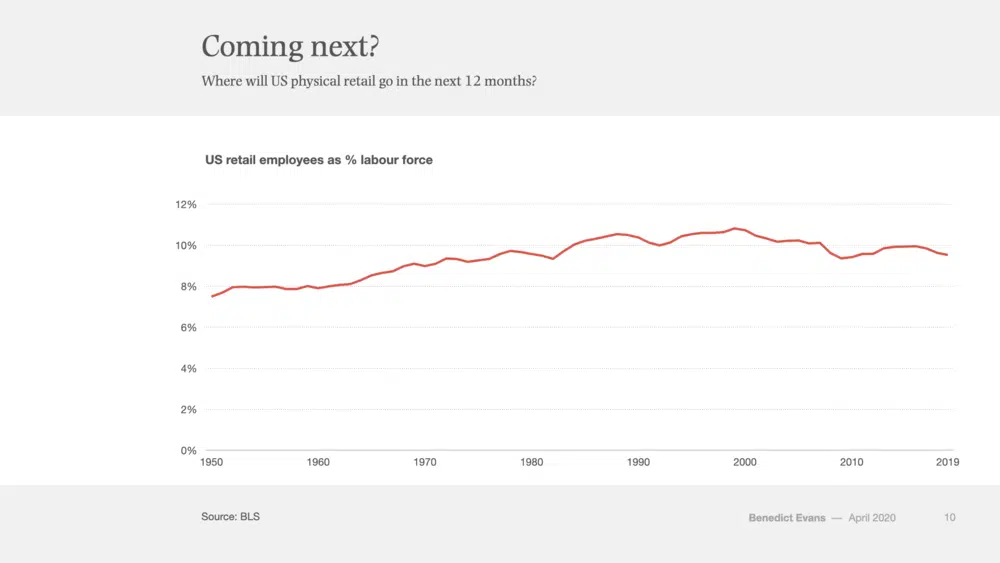 Coming next?
Where will US physical retail go in the next 12 months?
US retail employees as % labour force
12%
10%
8%
6%
4%
2%
0%
1950 1960 1970 1980 1990 2000 2010 2019
Source: BLS
Benedict Evans — April 2020 10